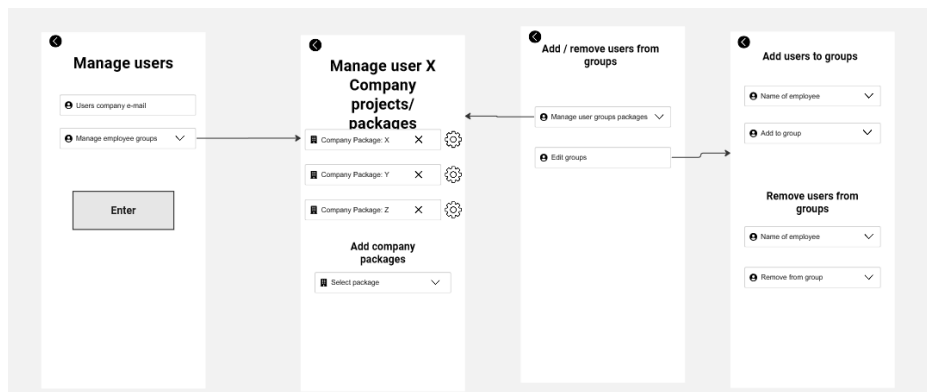 Manage users
Users company e-mail
Manage employee groups
Enter
Manage user X
Company
projects/
packages
Company Package: X
Company Package: Y
Company Package: Z
Add company
packages
Select package
Add / remove users from
groups
Manage user groups packages
Edit groups
Add users to groups
Name of employee
Add to group
Remove users from
groups
Name of employee
Remove from group